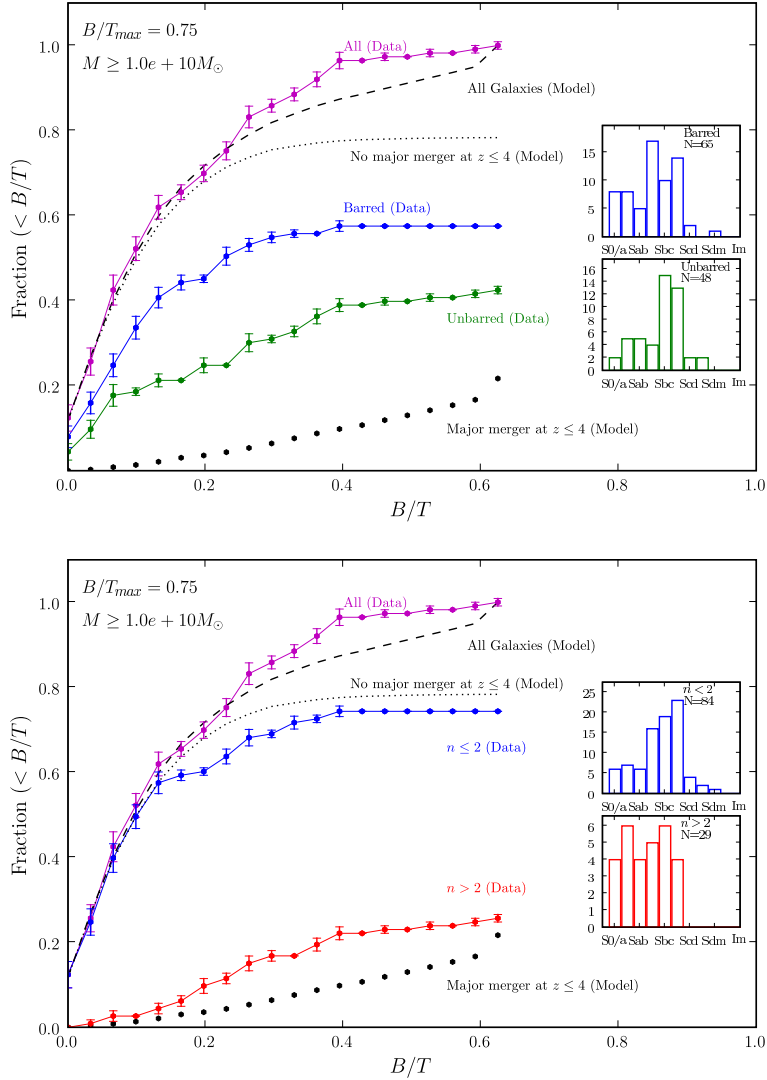 B/T_max = 0.75
M ≥ 1.0e + 10M_⊙
All (Data)
All Galaxies (Model)
No major merger at z ≤ 4 (Model)
Barred (Data)
Unbarred (Data)
Major merger at z ≤ 4 (Model)
Fraction (< B/T)
1.0
0.8
0.6
0.4
0.2
0.0 0.2 0.4 0.6 0.8 1.0
B/T
Barred
N=65
15
10
5
0
S0/a Sab Sbc Scd Sdm Im
Unbarred
N=48
16
14
12
10
8
6
4
2
0
S0/a Sab Sbc Scd Sdm Im
B/T_max = 0.75
M ≥ 1.0e + 10M_⊙
All (Data)
All Galaxies (Model)
No major merger at z ≤ 4 (Model)
n ≤ 2 (Data)
n > 2 (Data)
Major merger at z ≤ 4 (Model)
Fraction (< B/T)
1.0
0.8
0.6
0.4
0.2
0.0
0.0 0.2 0.4 0.6 0.8 1.0
B/T
n < 2
N=84
25
20
15
10
5
0
S0/a Sab Sbc Scd Sdm Im
n > 2
N=29
6
5
4
3
2
1
0
S0/a Sab Sbc Scd Sdm Im